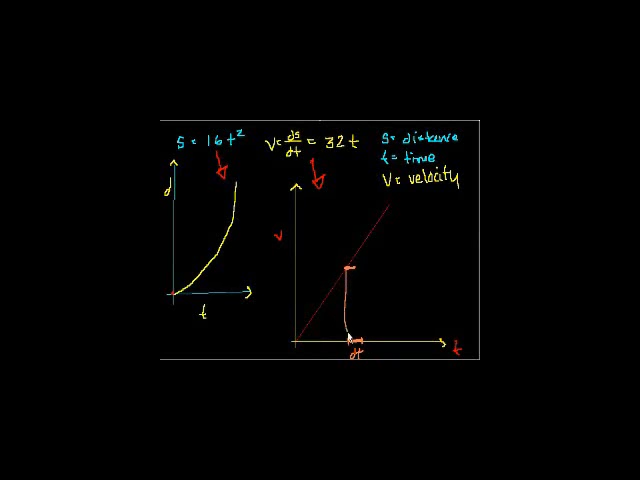 s = 16t²
v = ds/dt = 32t
s = distance
t = time
v = velocity
d
t
v
dt
t